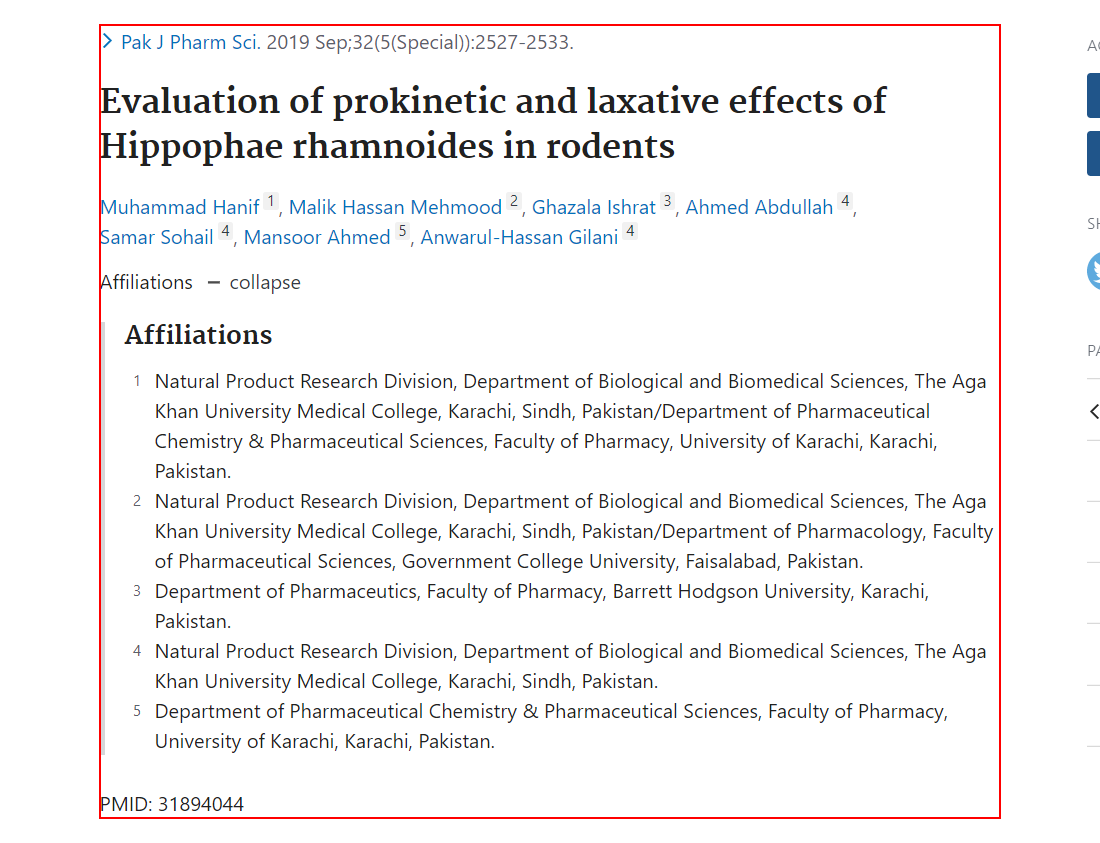 Pak J Pharm Sci. 2019 Sep;32(5(Special)):2527-2533.
Evaluation of prokinetic and laxative effects of
Hippophae rhamnoides in rodents
Muhammad Hanif 1, Malik Hassan Mehmood 2, Ghazala Ishrat 3, Ahmed Abdullah 4,
Samar Sohail 4, Mansoor Ahmed 5, Anwarul-Hassan Gilani 4
Affiliations — collapse
Affiliations
1 Natural Product Research Division, Department of Biological and Biomedical Sciences, The Aga
Khan University Medical College, Karachi, Sindh, Pakistan/Department of Pharmaceutical
Chemistry & Pharmaceutical Sciences, Faculty of Pharmacy, University of Karachi, Karachi,
Pakistan.
2 Natural Product Research Division, Department of Biological and Biomedical Sciences, The Aga
Khan University Medical College, Karachi, Sindh, Pakistan/Department of Pharmacology, Faculty
of Pharmaceutical Sciences, Government College University, Faisalabad, Pakistan.
3 Department of Pharmaceutics, Faculty of Pharmacy, Barrett Hodgson University, Karachi,
Pakistan.
4 Natural Product Research Division, Department of Biological and Biomedical Sciences, The Aga
Khan University Medical College, Karachi, Sindh, Pakistan.
5 Department of Pharmaceutical Chemistry & Pharmaceutical Sciences, Faculty of Pharmacy,
University of Karachi, Karachi, Pakistan.
PMID: 31894044